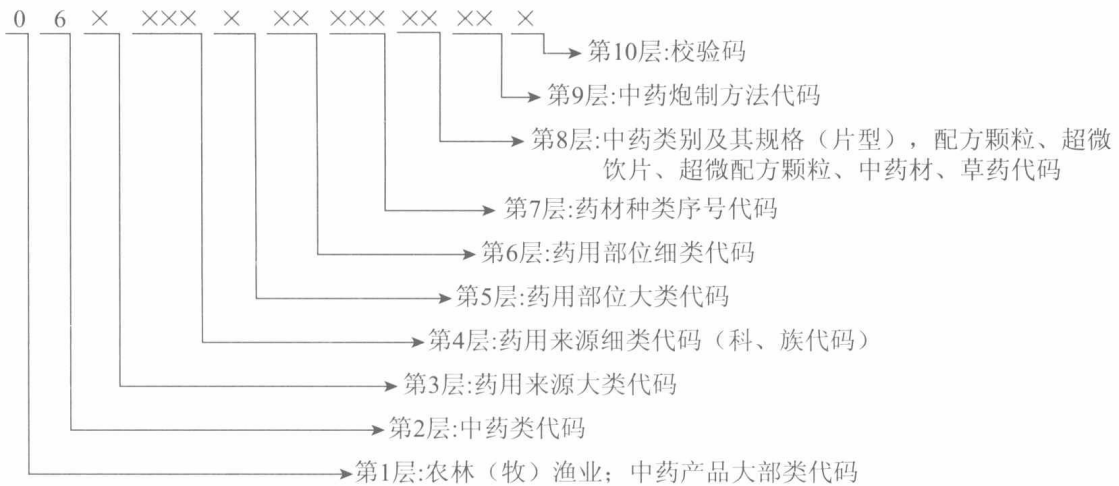 0 6 × ××× × ×× ××× ×× ×× ×
第10层:校验码
第9层:中药炮制方法代码
第8层:中药类别及其规格（片型），配方颗粒、超微
饮片、超微配方颗粒、中药材、草药代码
第7层:药材种类序号代码
第6层:药用部位细类代码
第5层:药用部位大类代码
第4层:药用来源细类代码（科、族代码）
第3层:药用来源大类代码
第2层:中药类代码
第1层:农林（牧）渔业；中药产品大部类代码